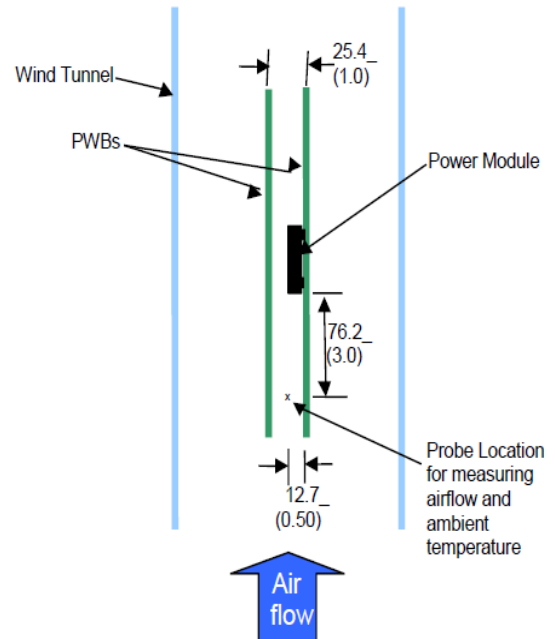 25.4_
(1.0)
Wind Tunnel
PWBs
Power Module
76.2_
(3.0)
x
Probe Location
for measuring
airflow and
ambient
temperature
12.7_
(0.50)
Air
flow